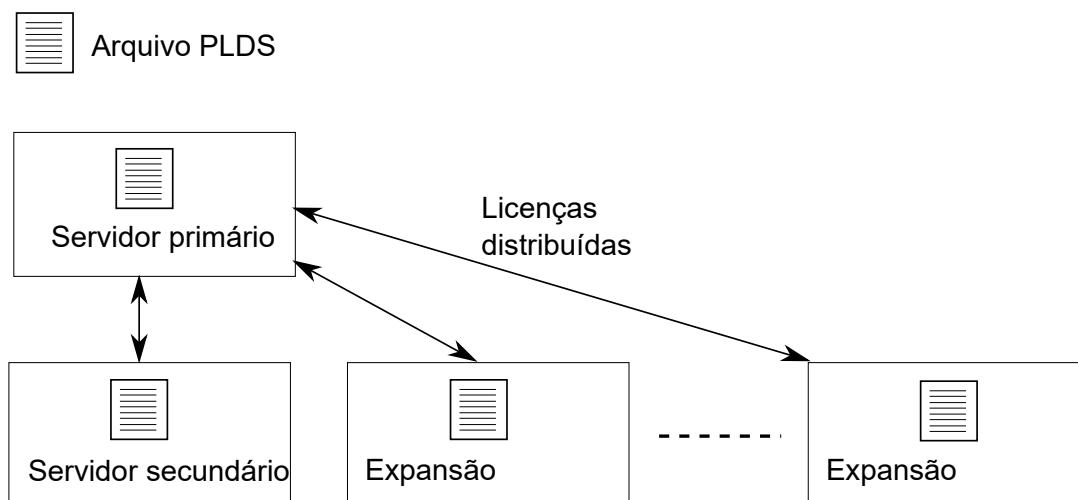 Arquivo PLDS
Servidor primário
Licenças
distribuídas
Servidor secundário
Expansão
Expansão